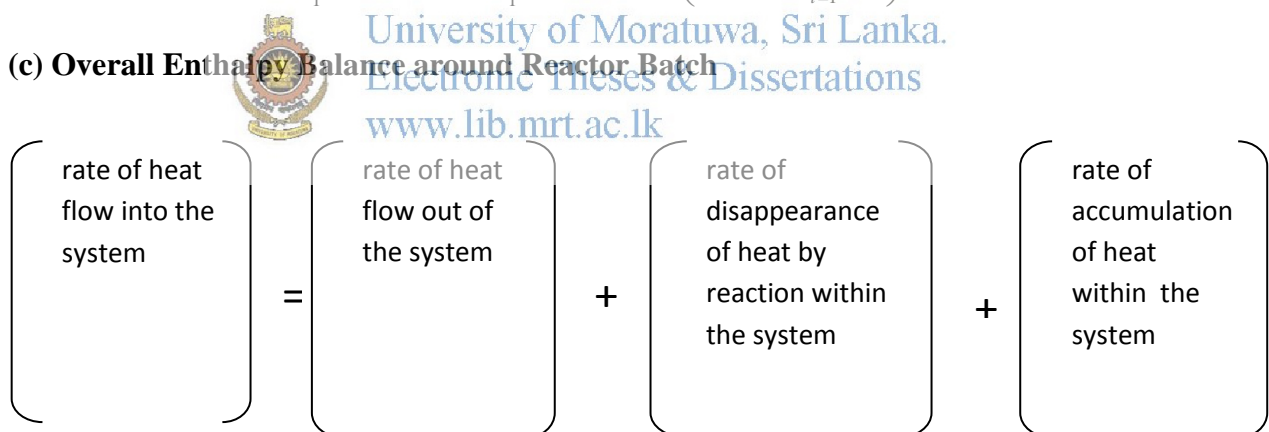 University of Moratuwa, Sri Lanka.
(c) Overall Enthalpy Balance around Reactor Batch
Electronic Theses & Dissertations
www.lib.mrt.ac.lk
rate of heat
flow into the
system
=
rate of heat
flow out of
the system
+
rate of
disappearance
of heat by
reaction within
the system
+
rate of
accumulation
of heat
within the
system